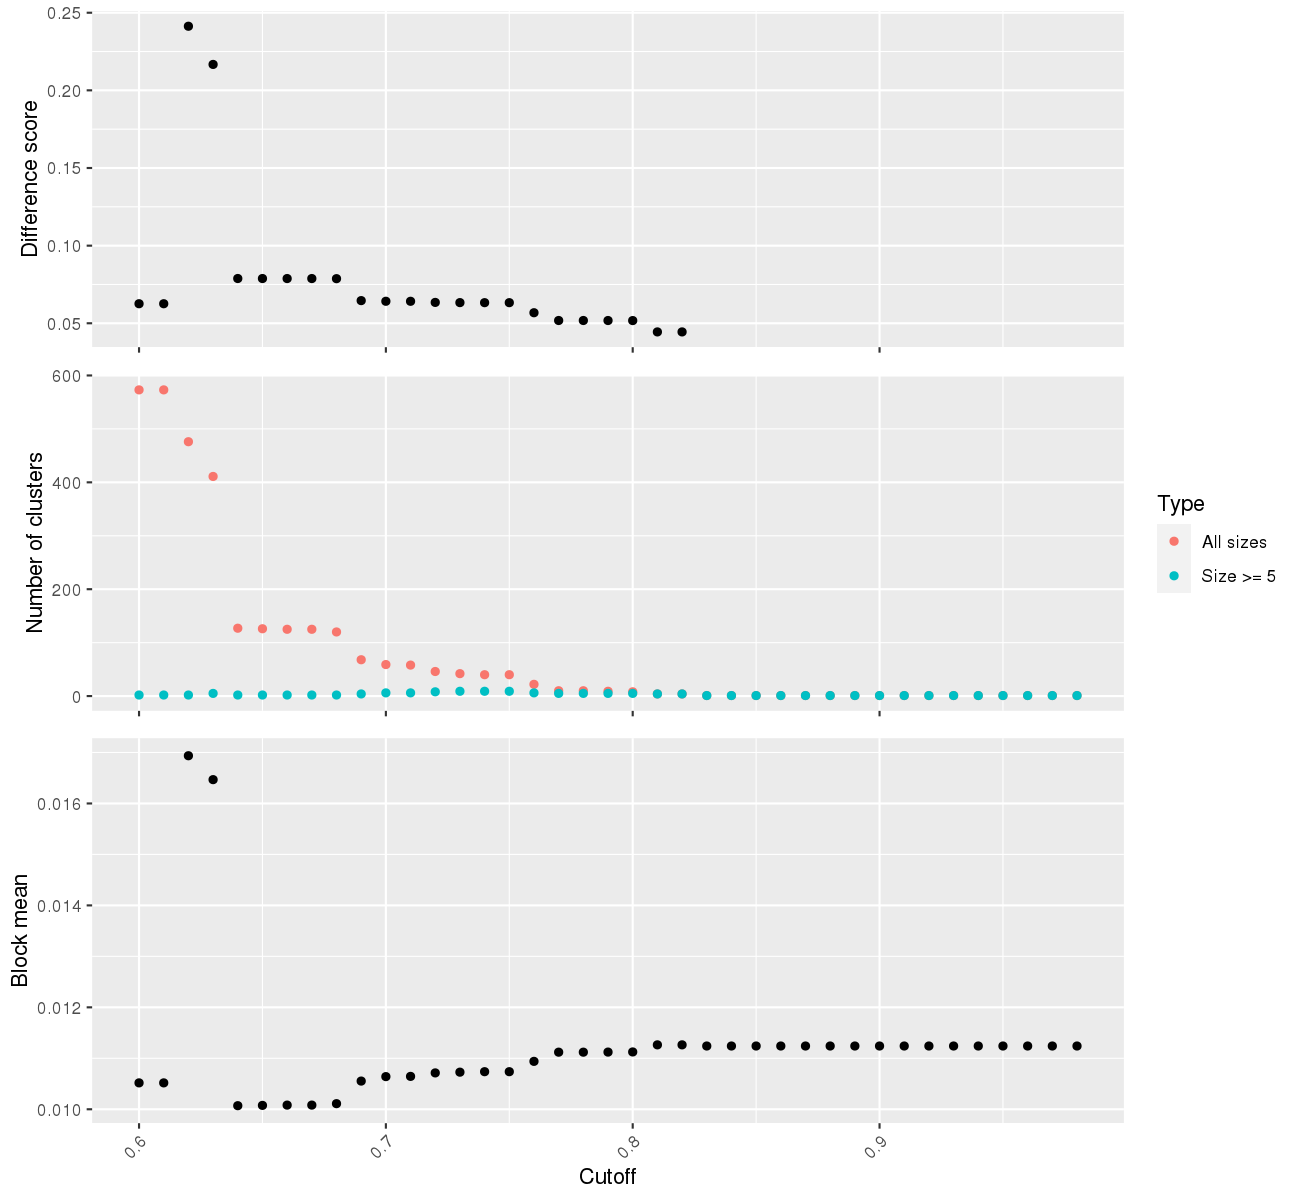 0.25
0.20
0.15
0.10
0.05
Difference score
600
400
200
0
Number of clusters
Type
All sizes
Size >= 5
0.016
0.014
0.012
0.010
Block mean
0.6
0.7
0.8
0.9
Cutoff